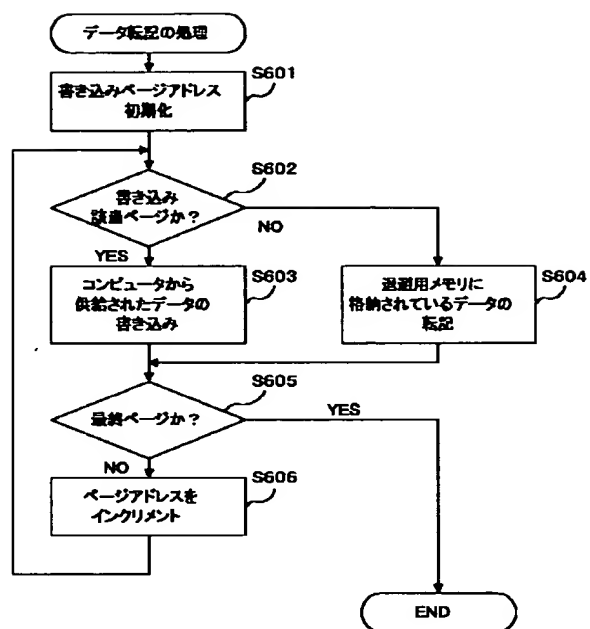 データ転記の処理
S601
書き込みページアドレス
初期化
S602
書き込み
該当ページか?
NO
YES
コンピュータから
供給されたデータの
書き込み
S603
退避用メモリに
格納されているデータの
転記
S604
S605
最終ページか?
YES
NO
S606
ページアドレスを
インクリメント
END